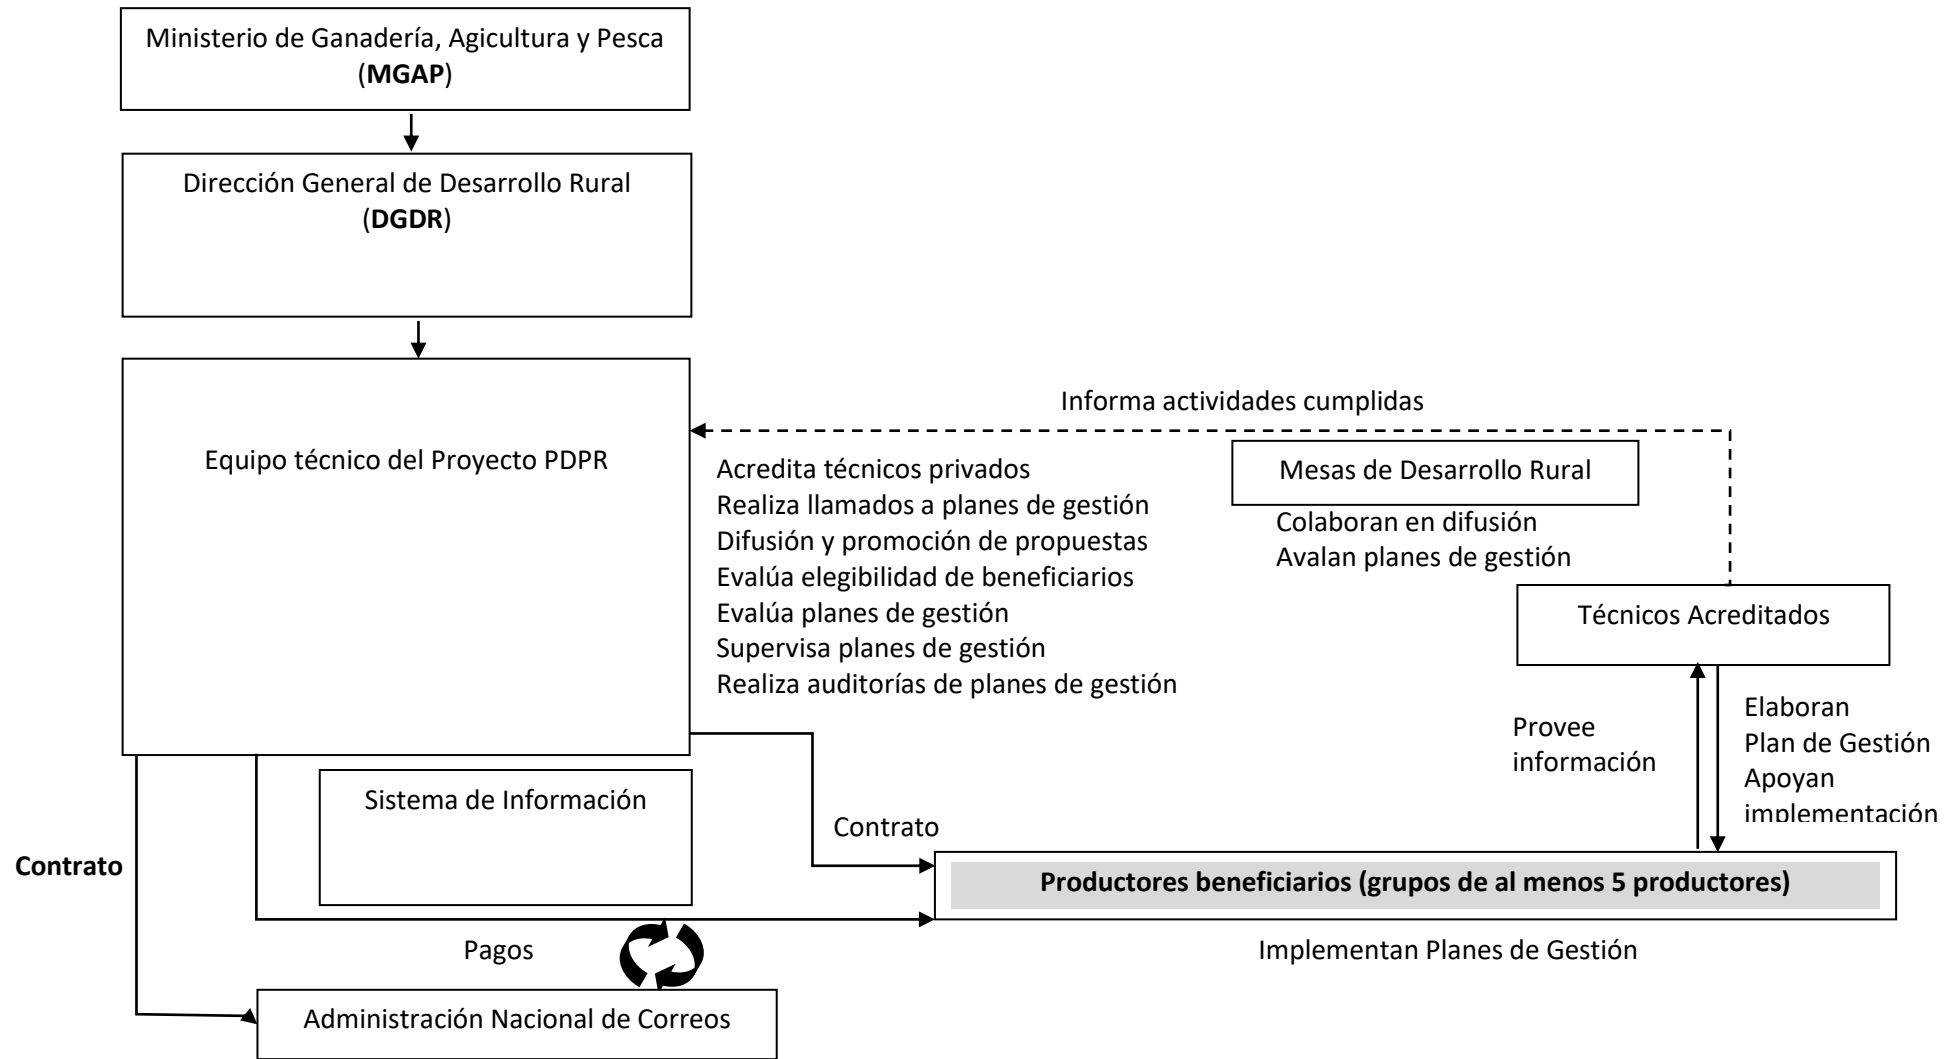 Ministerio de Ganadería, Agicultura y Pesca
(MGAP)
Dirección General de Desarrollo Rural
(DGDR)
Equipo técnico del Proyecto PDPR
Informa actividades cumplidas
Acredita técnicos privados
Realiza llamados a planes de gestión
Difusión y promoción de propuestas
Evalúa elegibilidad de beneficiarios
Evalúa planes de gestión
Supervisa planes de gestión
Realiza auditorías de planes de gestión
Mesas de Desarrollo Rural
Colaboran en difusión
Avalan planes de gestión
Técnicos Acreditados
Provee
información
Elaboran
Plan de Gestión
Apoyan
implementación
Sistema de Información
Contrato
Contrato
Productores beneficiarios (grupos de al menos 5 productores)
Pagos
Implementan Planes de Gestión
Administración Nacional de Correos